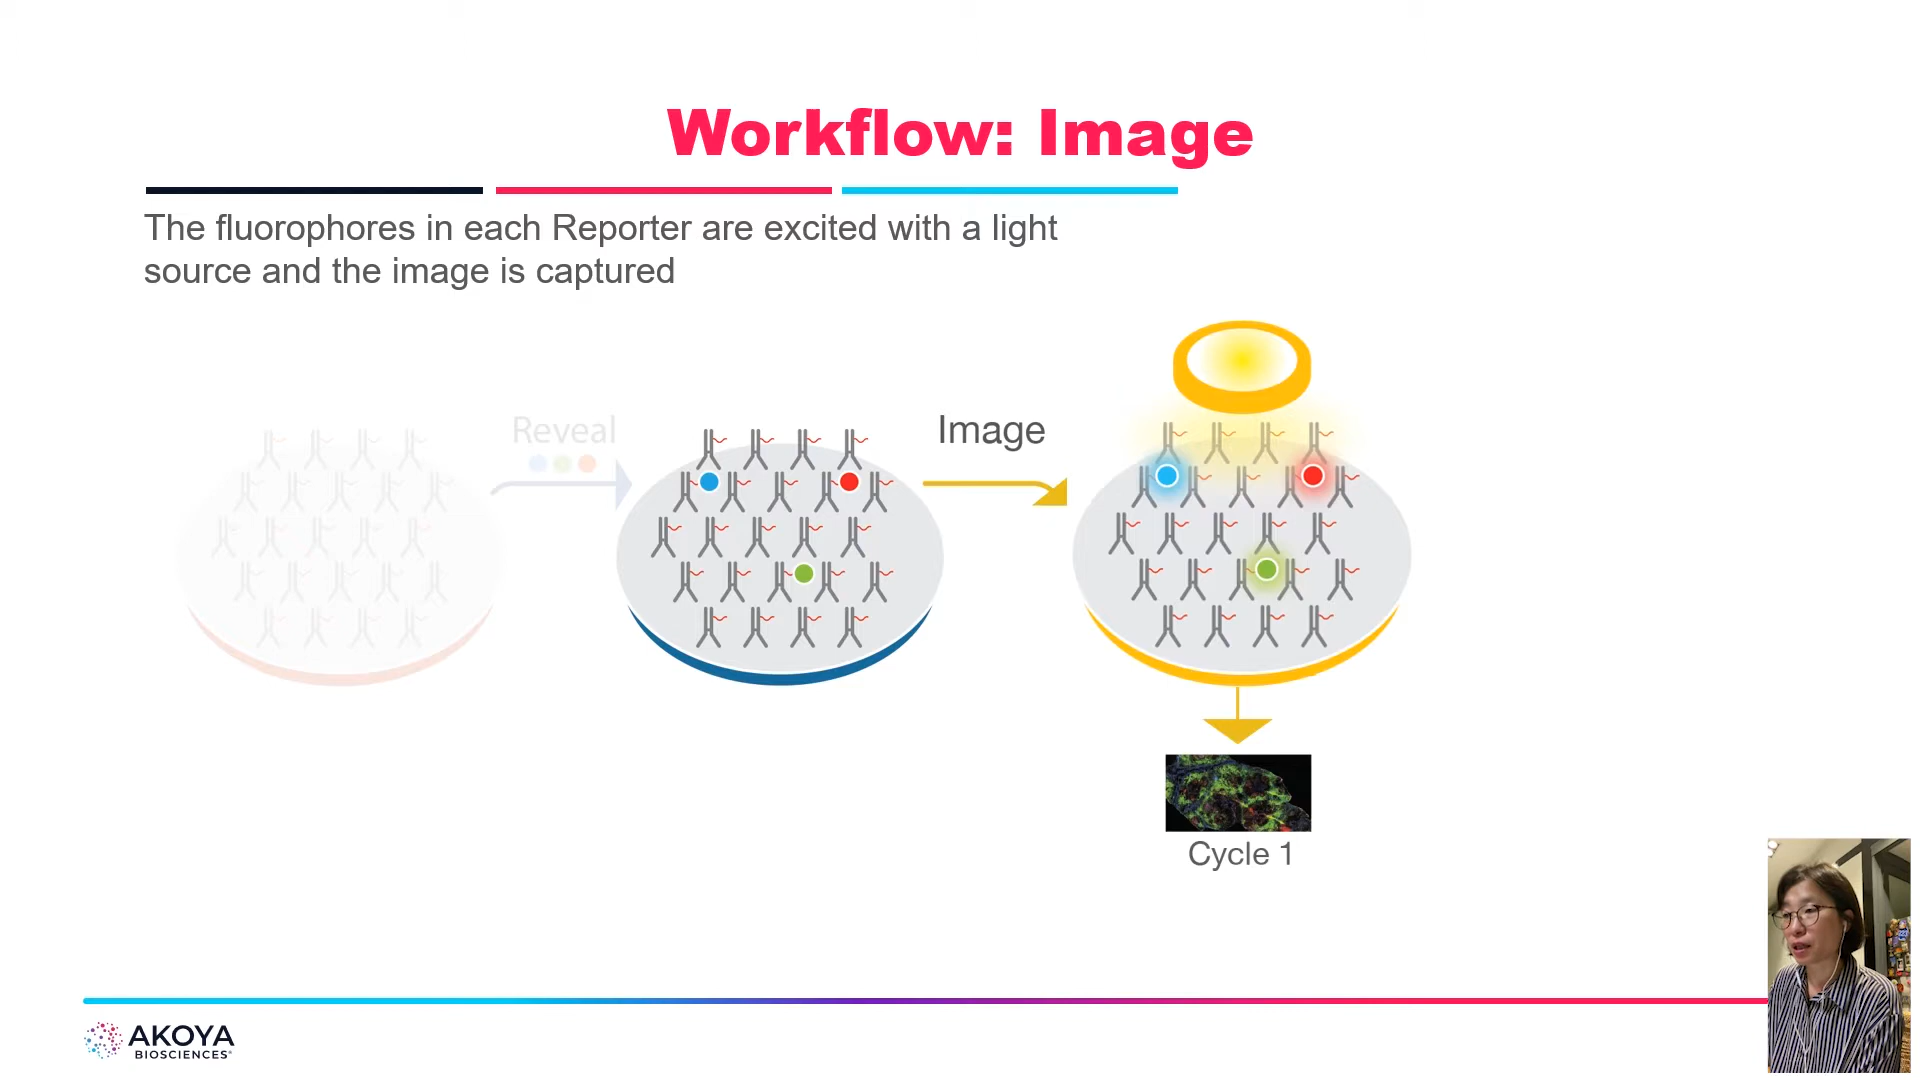 Workflow: Image
The fluorophores in each Reporter are excited with a light
source and the image is captured
Reveal
Image
Cycle 1
AKOYA
BIOSCIENCES®